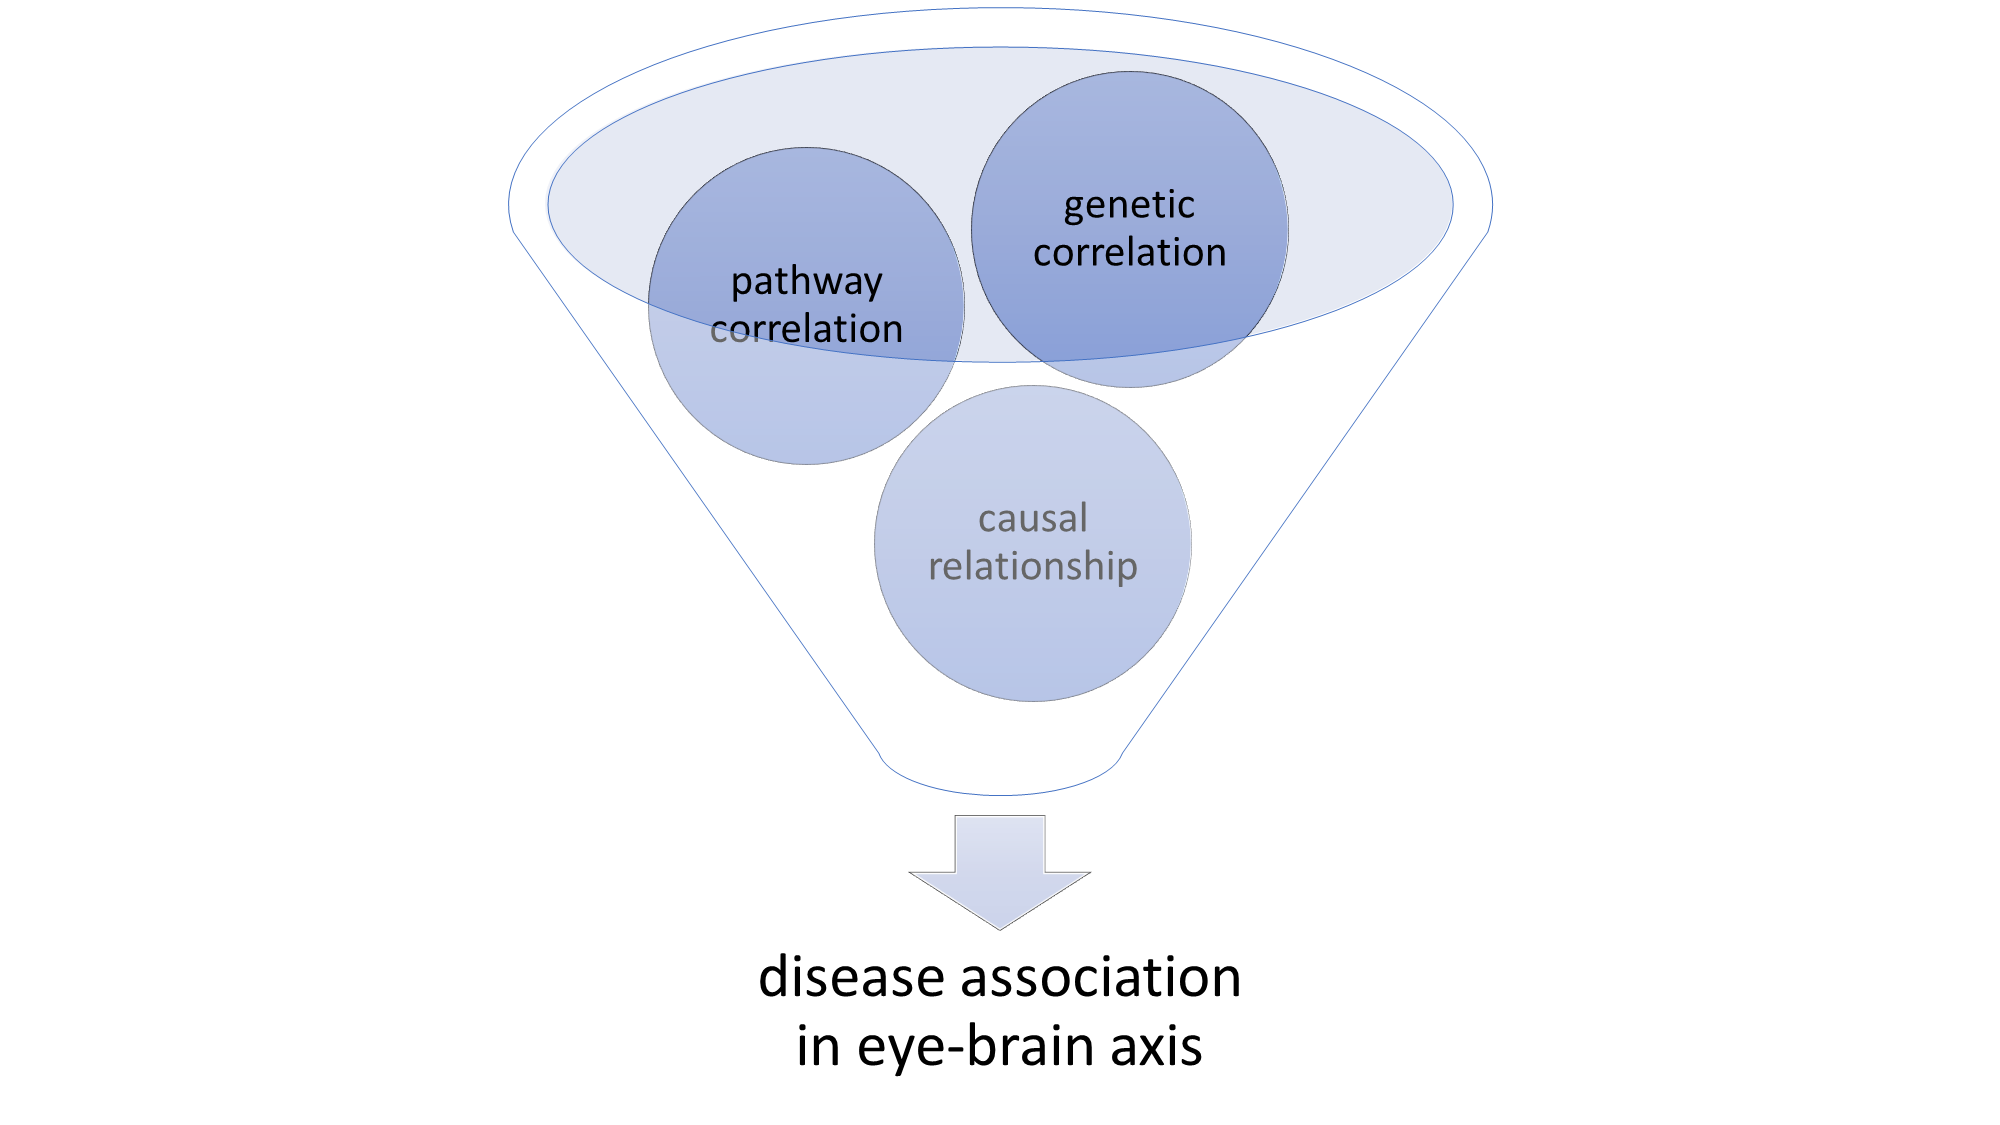 genetic
correlation
pathway
correlation
causal
relationship
disease association
in eye-brain axis